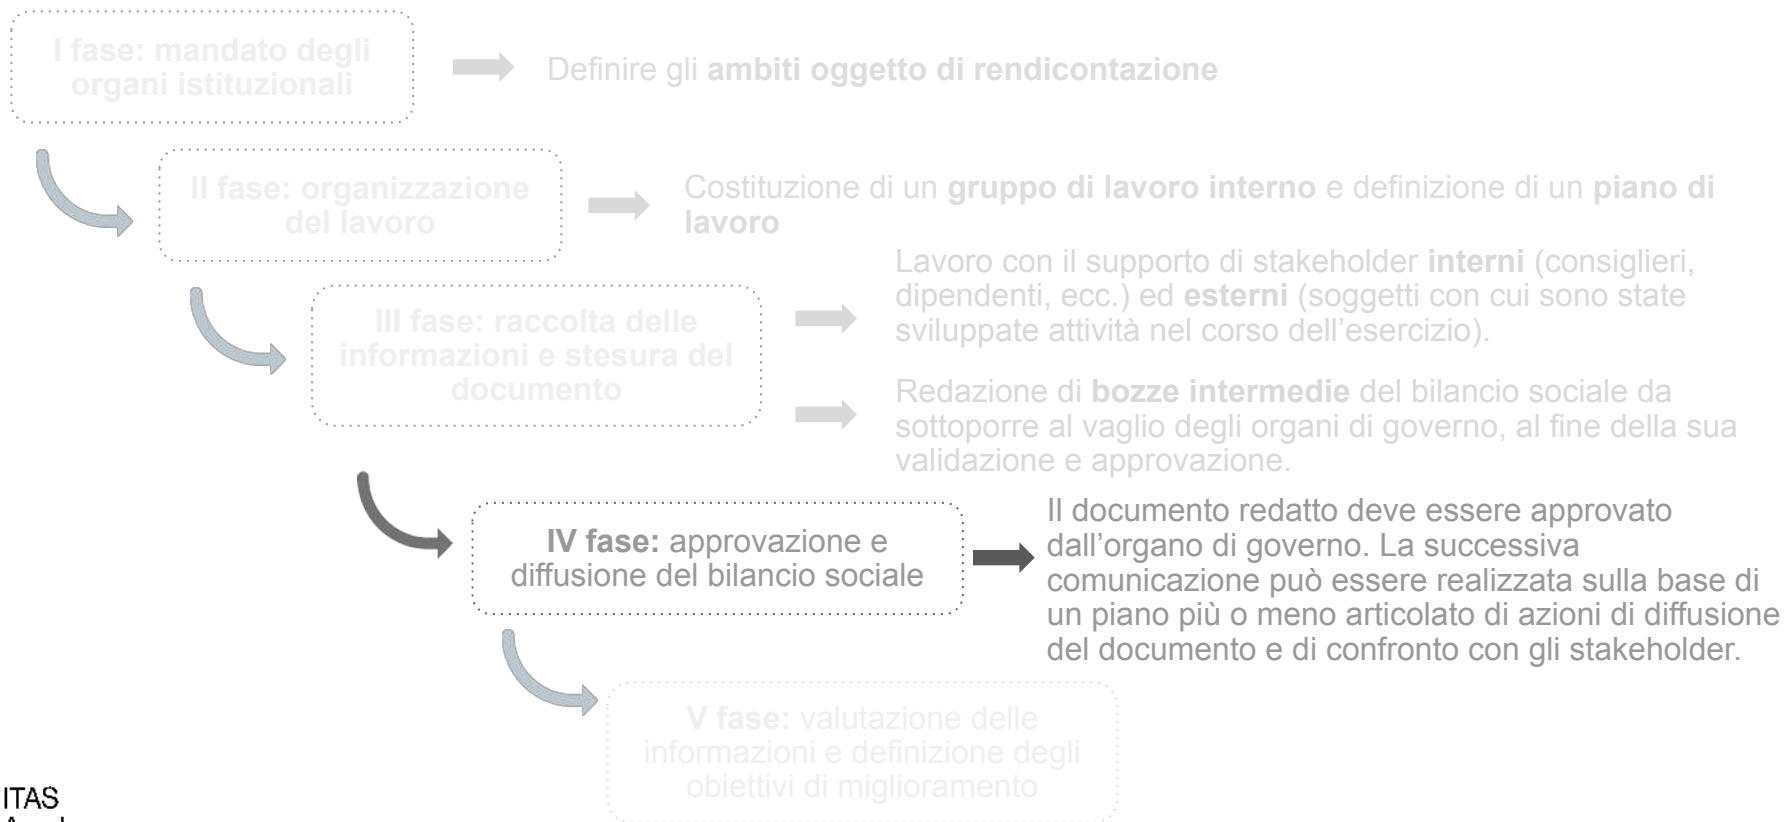 I fase: mandato degli
organi istituzionali
Definire gli ambiti oggetto di rendicontazione
II fase: organizzazione
del lavoro
Costituzione di un gruppo di lavoro interno e definizione di un piano di
lavoro
III fase: raccolta delle
informazioni e stesura del
documento
Lavoro con il supporto di stakeholder interni (consiglieri,
dipendenti, ecc.) ed esterni (soggetti con cui sono state
sviluppate attività nel corso dell’esercizio).
Redazione di bozze intermedie del bilancio sociale da
sottoporre al vaglio degli organi di governo, al fine della sua
validazione e approvazione.
IV fase: approvazione e
diffusione del bilancio sociale
Il documento redatto deve essere approvato
dall’organo di governo. La successiva
comunicazione può essere realizzata sulla base di
un piano più o meno articolato di azioni di diffusione
del documento e di confronto con gli stakeholder.
V fase: valutazione delle
informazioni e definizione degli
obiettivi di miglioramento
ITAS